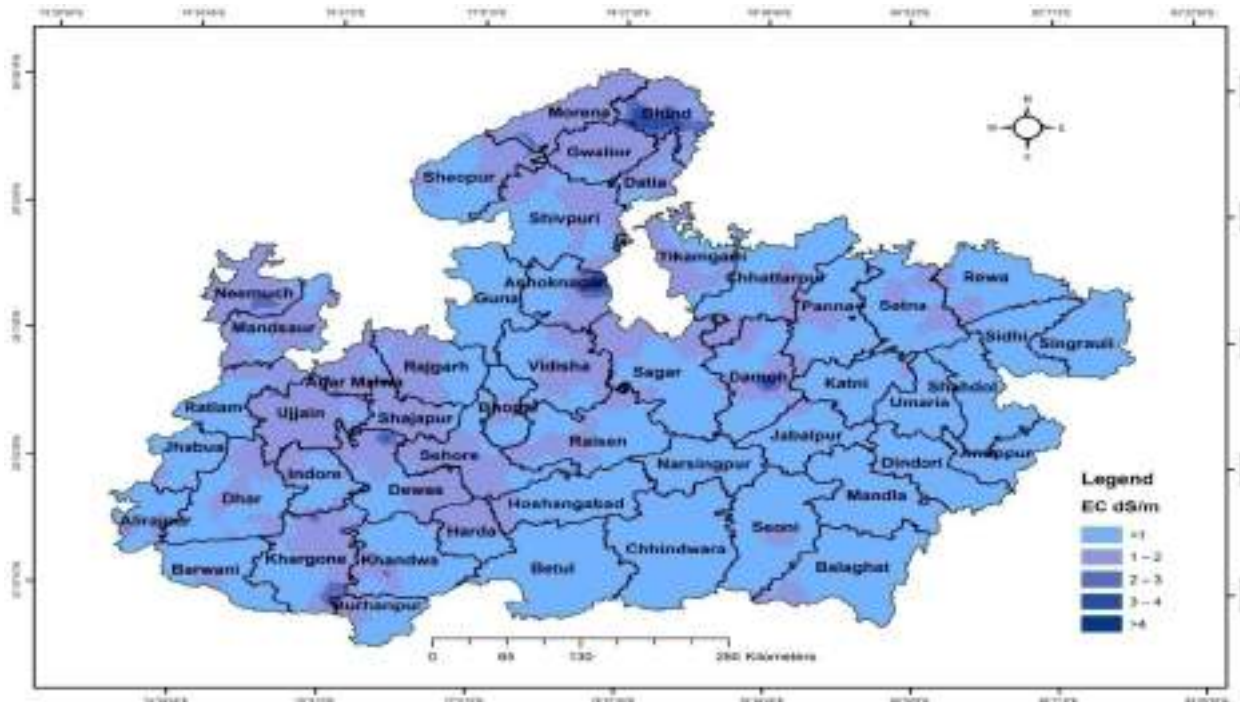 Morena
Bhind
Gwalior
Sheopur
Datia
Shivpuri
Tikamgarh
Chhattarpur
Rewa
Ashoknagar
Guna
Panna
Satna
Neemuch
Mandsaur
Sidhi
Singrauli
Rajgarh
Vidisha
Sagar
Damoh
Katni
Shahdol
Agar Malwa
Umaria
Ratlam
Ujjain
Shajapur
Bhopal
Raisen
Jabalpur
Jhabua
Sehore
Narsingpur
Dindori
Anuppur
Indore
Dewas
Hoshangabad
Mandla
Dhar
Alirajpur
Harda
Seoni
Chhindwara
Khargone
Khandwa
Betul
Balaghat
Barwani
Burhanpur
N
Legend
EC dS/m
<1
1 – 2
2 – 3
3 – 4
>4
0 65 130 260 Kilometers